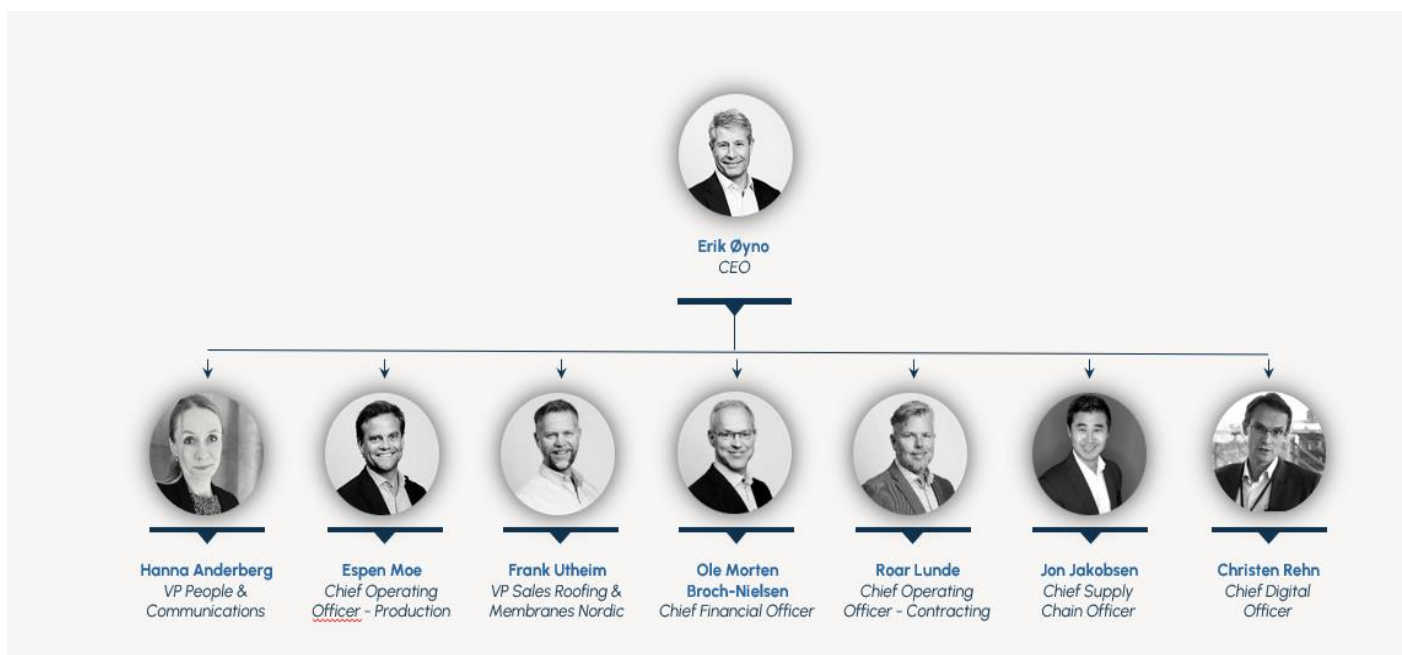 Erik Øyno
CEO
Hanna Anderberg
VP People &
Communications
Espen Moe
Chief Operating
Officer - Production
Frank Utheim
VP Sales Roofing &
Membranes Nordic
Ole Morten
Broch-Nielsen
Chief Financial Officer
Roar Lunde
Chief Operating
Officer - Contracting
Jon Jakobsen
Chief Supply
Chain Officer
Christen Rehn
Chief Digital
Officer